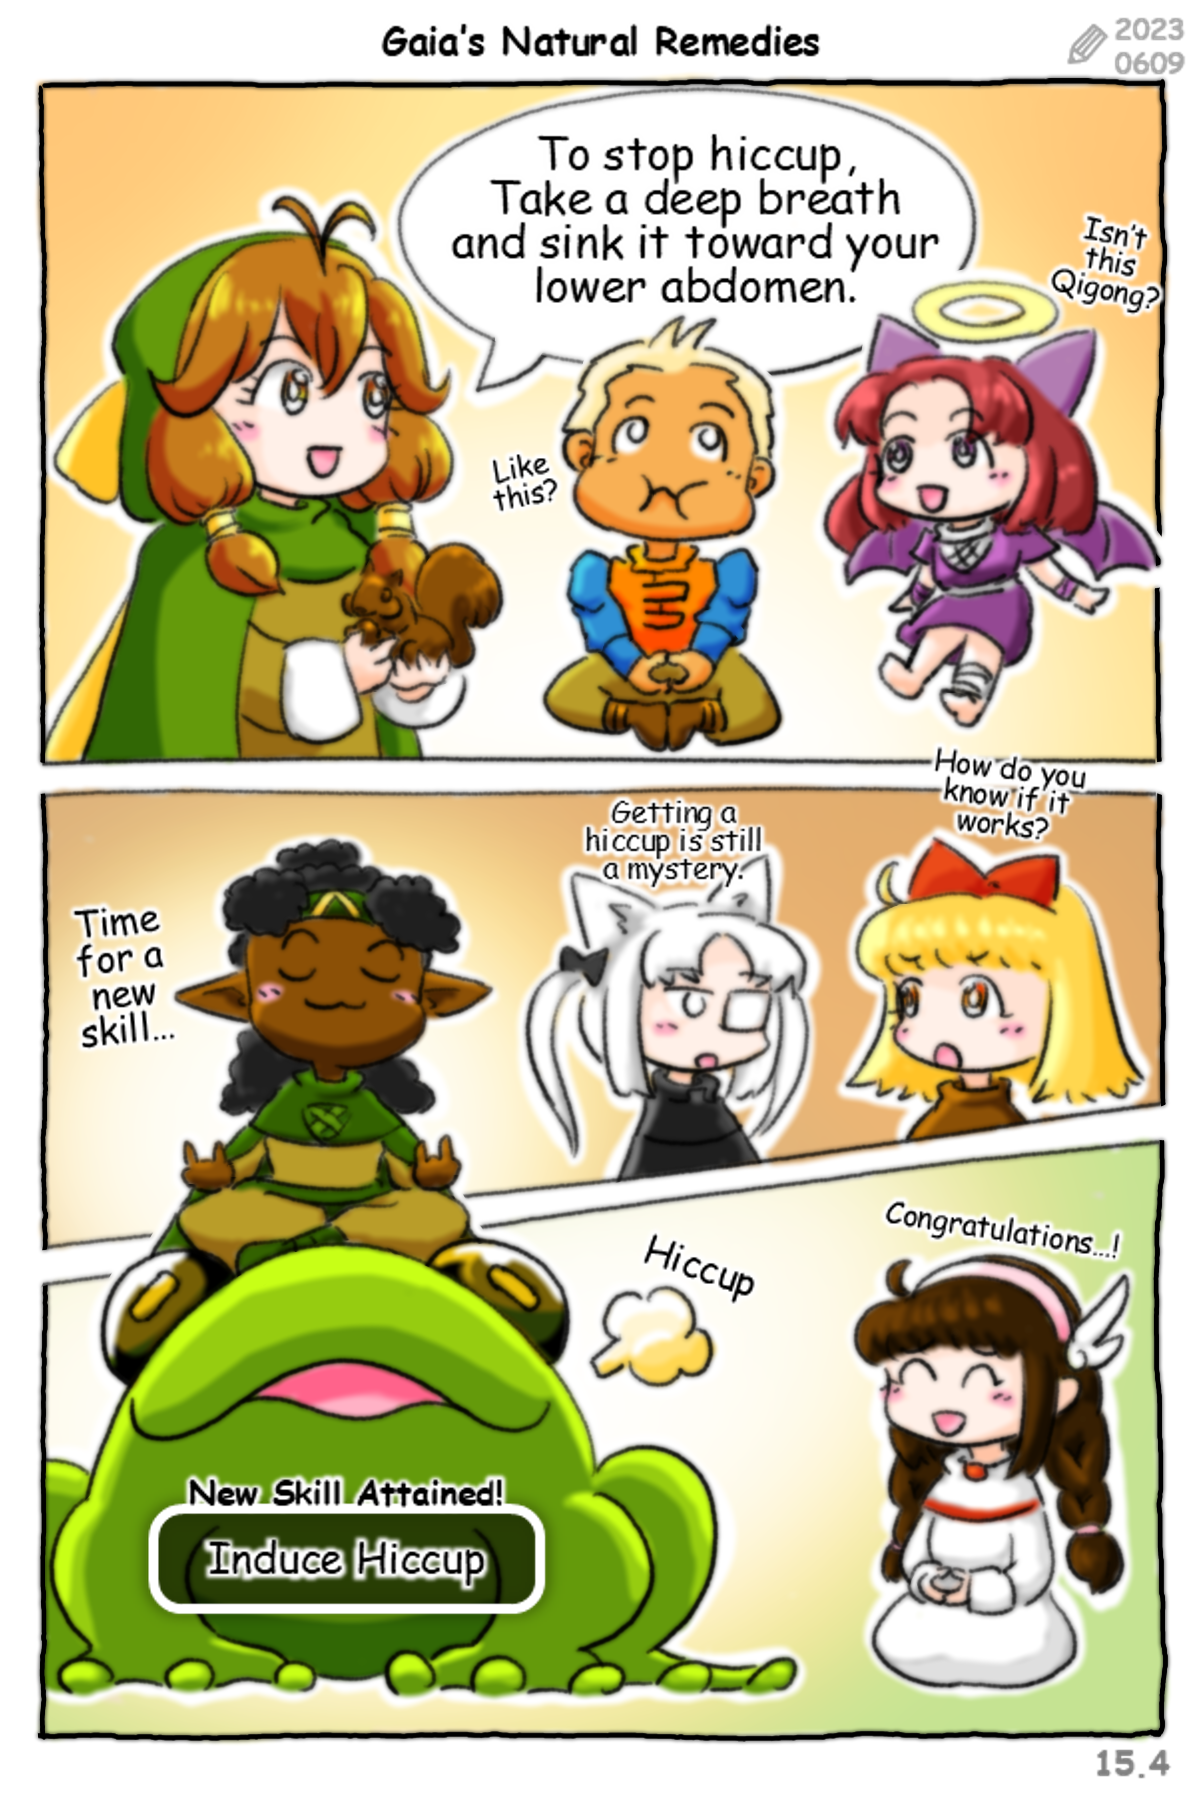 Gaia's Natural Remedies
2023
0609
To stop hiccup,
Take a deep breath
and sink it toward your
lower abdomen.
Isn't
this
Qigong?
Like
this?
How do you
know if it
works?
Getting a
hiccup is still
a mystery.
Time
for a
new
skill...
Congratulations...!
Hiccup
New Skill Attained!
Induce Hiccup
15.4